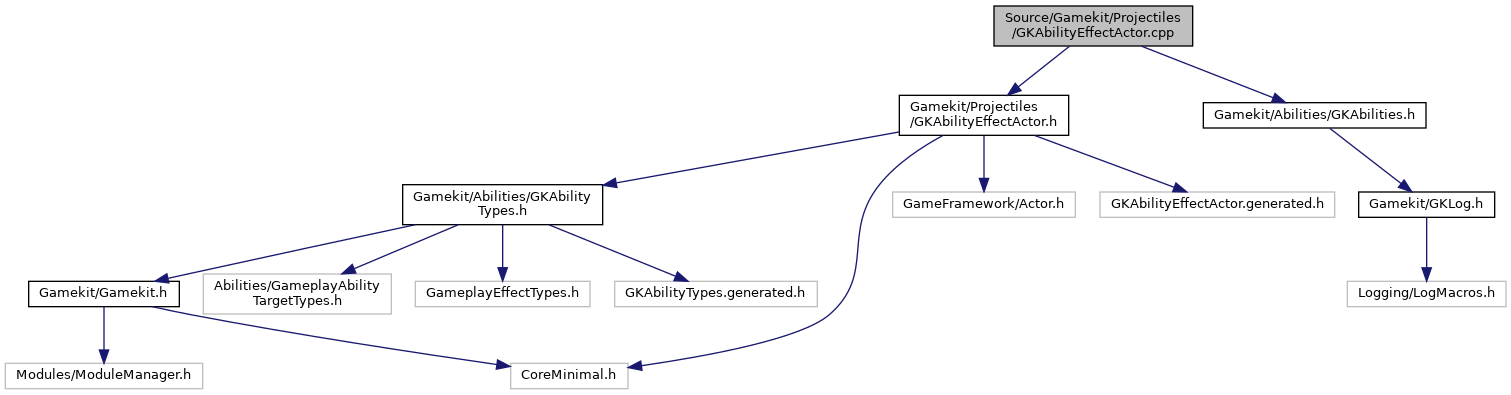 Source/Gamekit/Projectiles
/GKAbilityEffectActor.cpp
Gamekit/Projectiles
/GKAbilityEffectActor.h
Gamekit/Abilities/GKAbilities.h
Gamekit/Abilities/GKAbility
Types.h
GameFramework/Actor.h
GKAbilityEffectActor.generated.h
Gamekit/GKLog.h
Gamekit/Gamekit.h
Abilities/GameplayAbility
TargetTypes.h
GameplayEffectTypes.h
GKAbilityTypes.generated.h
Logging/LogMacros.h
Modules/ModuleManager.h
CoreMinimal.h